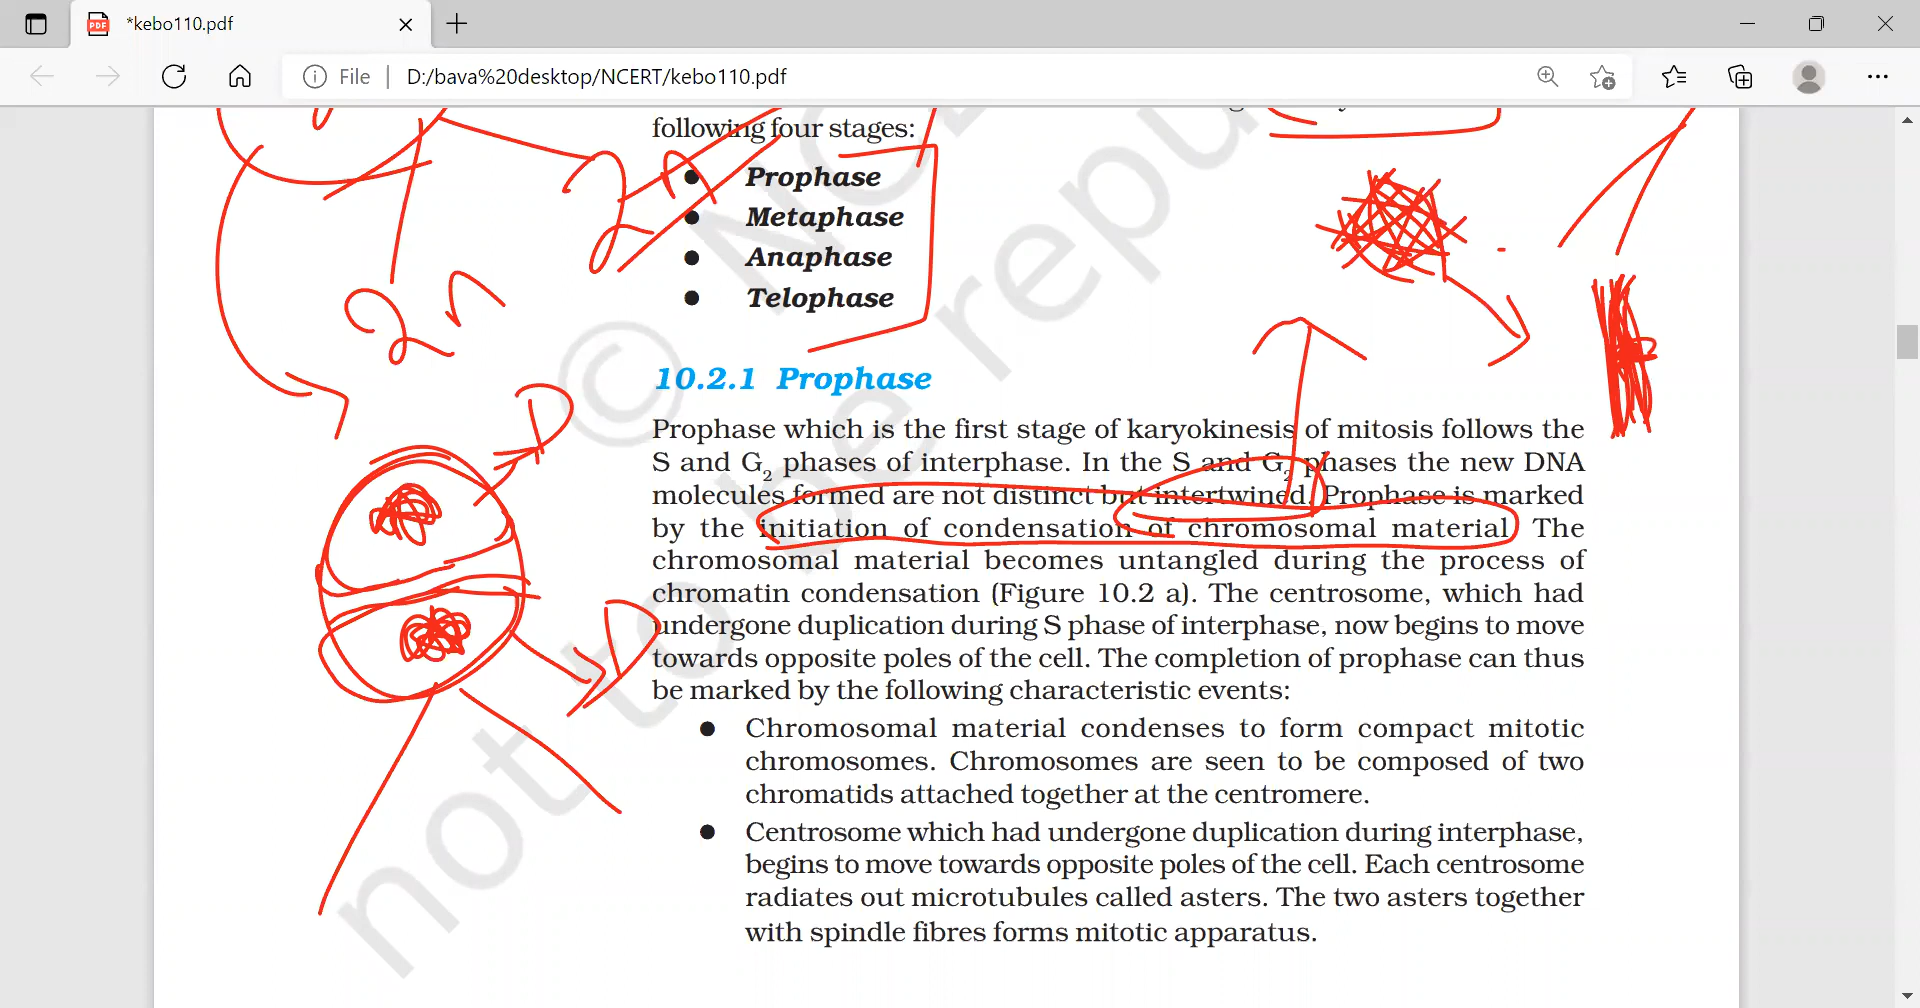 *kebo110.pdf
File
D:/bava%20desktop/NCERT/kebo110.pdf
following four stages:
Prophase
Metaphase
Anaphase
Telophase
2n
2n
10.2.1 Prophase
Prophase which is the first stage of karyokinesis of mitosis follows the
S and G2 phases of interphase. In the S and G2 phases the new DNA
molecules formed are not distinct but intertwined. Prophase is marked
by the initiation of condensation of chromosomal material. The
chromosomal material becomes untangled during the process of
chromatin condensation (Figure 10.2 a). The centrosome, which had
undergone duplication during S phase of interphase, now begins to move
towards opposite poles of the cell. The completion of prophase can thus
be marked by the following characteristic events:
Chromosomal material condenses to form compact mitotic
chromosomes. Chromosomes are seen to be composed of two
chromatids attached together at the centromere.
Centrosome which had undergone duplication during interphase,
begins to move towards opposite poles of the cell. Each centrosome
radiates out microtubules called asters. The two asters together
with spindle fibres forms mitotic apparatus.
D
D
not to be repu